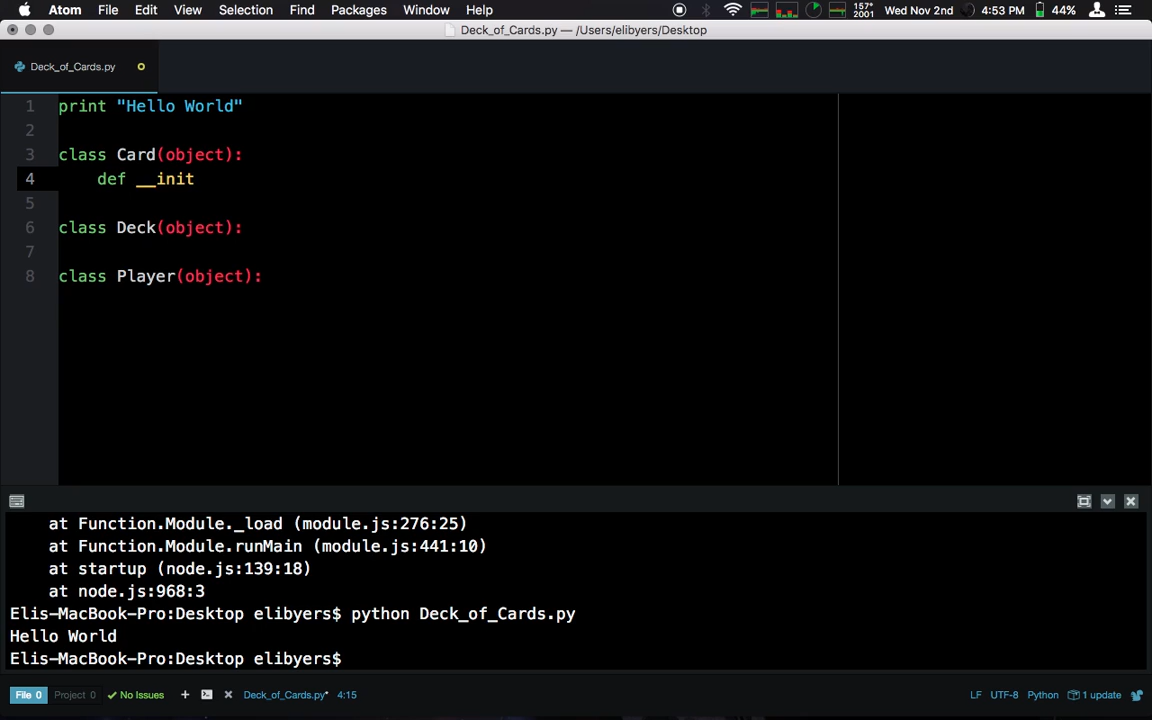 Atom File Edit View Selection Find Packages Window Help 157° 2001 Wed Nov 2nd 4:53 PM 44%
Deck_of_Cards.py — /Users/elibyers/Desktop
Deck_of_Cards.py
1 print "Hello World"
2
3 class Card(object):
4     def __init
5
6 class Deck(object):
7
8 class Player(object):
    at Function.Module._load (module.js:276:25)
    at Function.Module.runMain (module.js:441:10)
    at startup (node.js:139:18)
    at node.js:968:3
Elis-MacBook-Pro:Desktop elibyers$ python Deck_of_Cards.py
Hello World
Elis-MacBook-Pro:Desktop elibyers$
File 0 Project 0 No Issues Deck_of_Cards.py* 4:15 LF UTF-8 Python 1 update